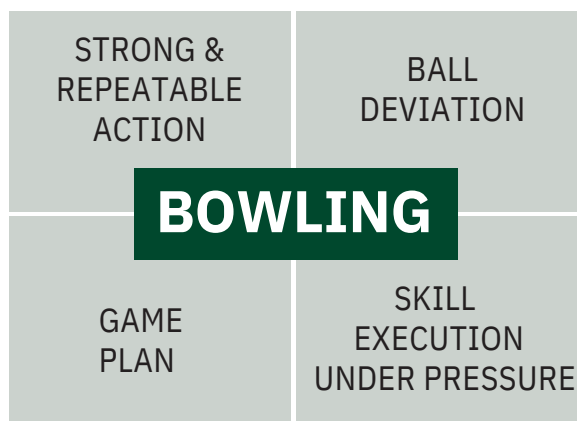 STRONG &
REPEATABLE
ACTION
BALL
DEVIATION
BOWLING
GAME
PLAN
SKILL
EXECUTION
UNDER PRESSURE